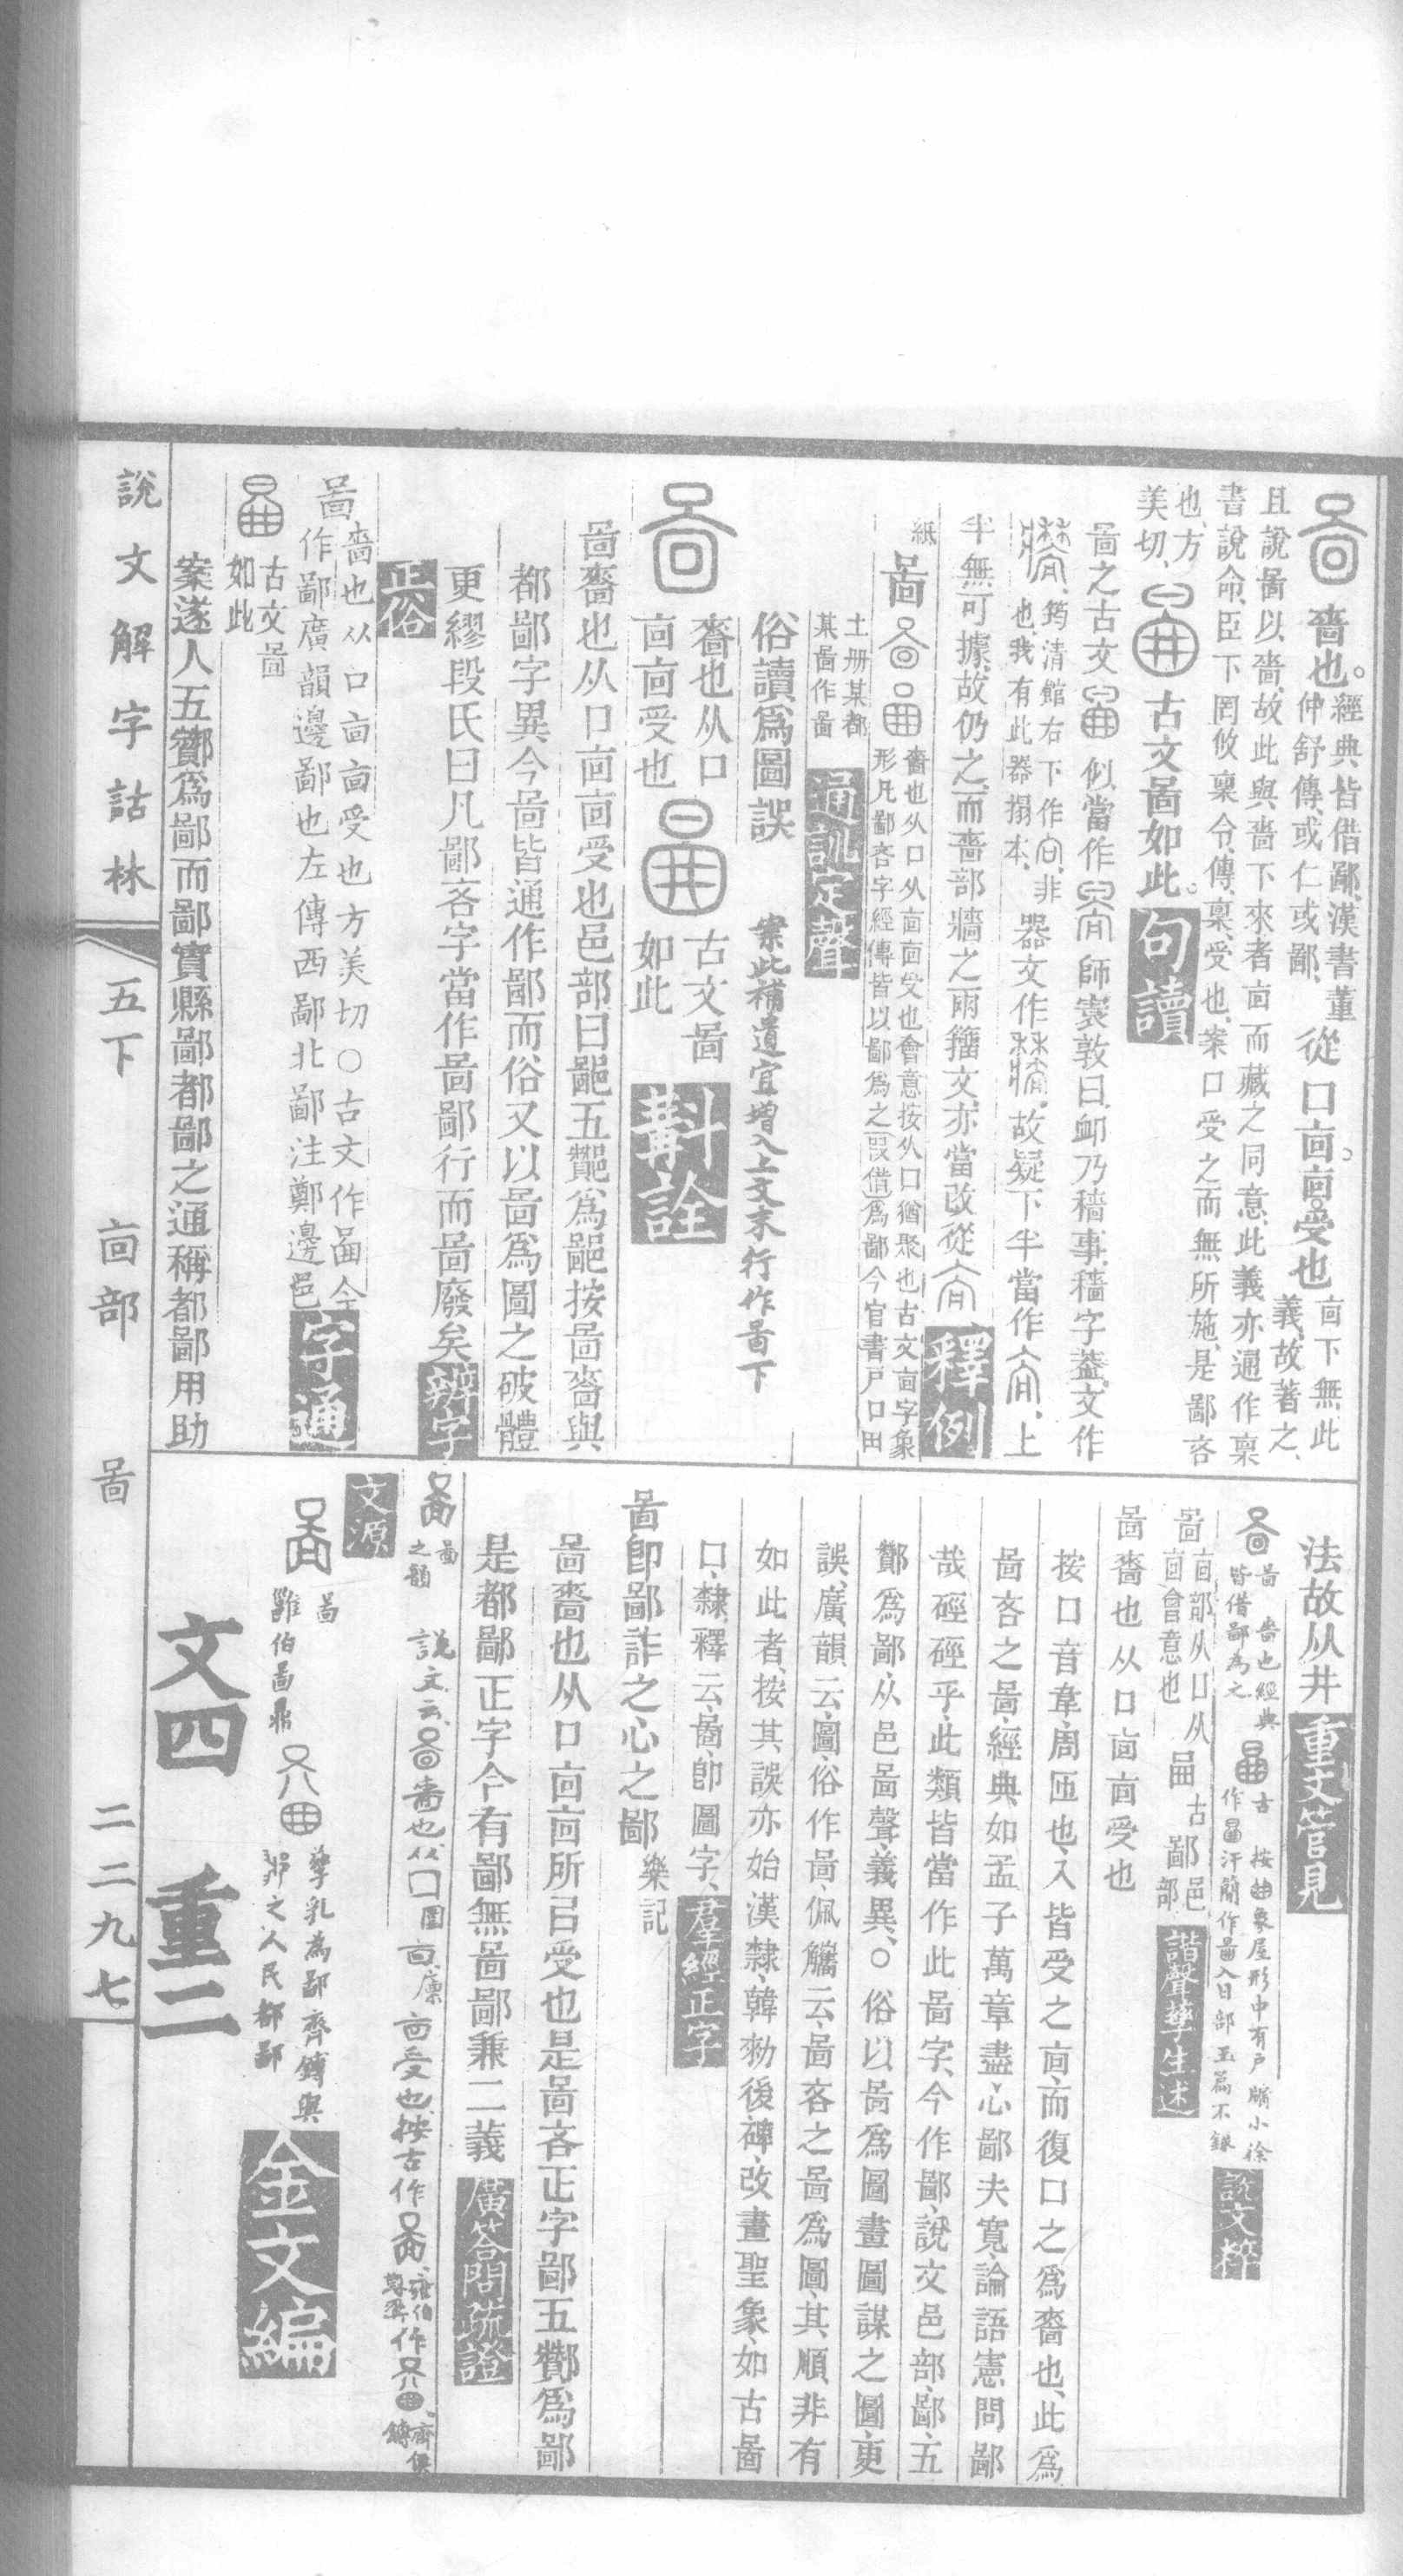 嗇也。經典皆借鄙漢書董仲舒傳或仁或鄙從口㐭㐭受也㐭下無此義故著之
且說啚以嗇故此與嗇下來者㐭而藏之同意此義亦通作稟
書說命臣下罔攸稟令傳稟受也案口受之而無所施是鄙吝
也方美切古文啚如此。句讀
啚之古文似當作師寰敦曰卹乃穡事穡字蓋文作
筠清館右下作非也我有此器搨本器文作故疑下半當作上
半無可據故仍之而嗇部牆之兩籀文亦當改從釋例
紙啚嗇也从口从㐭㐭受也會意按从口猶聚也古文㐭字象形凡鄙吝字經傳皆以鄙爲之叚借爲鄙今官書戶口田
土册某都某啚作啚通訓定聲
俗讀爲圖誤案此補遺宜增入上文末行作啚下
嗇也从口㐭㐭受也古文啚如此斠詮
啚嗇也从口㐭㐭受也邑部曰鄙五酇爲鄙按啚嗇與
都鄙字異今啚皆通作鄙而俗又以啚爲圖之破體
更繆段氏曰凡鄙吝字當作啚鄙行而啚廢矣辨字
正俗
啚嗇也从口㐭㐭受也方美切○古文作今作鄙廣韻邊鄙也左傳西鄙北鄙注鄭邊邑字通
古文啚如此
案遂人五酇爲鄙而鄙實縣鄙都鄙之通稱都鄙用助
法故从井重文管見
啚嗇也經典皆借鄙爲之古作汗簡作入日部玉篇不錄按象屋形中有戶牖小徐說文粹
啚㐭部从口从㐭會意也古鄙邑部諧聲孳生述
啚嗇也从口㐭㐭受也
按口音韋周匝也入皆受之㐭而復口之爲嗇也此爲
啚吝之啚經典如孟子萬章盡心鄙夫寬論語憲問鄙
哉硜硜乎此類皆當作此啚字今作鄙說文邑部鄙五
酇爲鄙从邑啚聲義異○俗以啚爲圖畫圖謀之圖更
誤廣韻云圖俗作啚佩觿云啚吝之啚爲圖其順非有
如此者按其誤亦始漢隸韓勑後碑改畫聖象如古啚
口隸釋云啚卽圖字羣經正字
啚卽鄙詐之心之鄙樂記
啚嗇也从口㐭㐭所㠯受也是啚吝正字鄙五酇爲鄙
是都鄙正字今有鄙無啚鄙兼二義廣答問疏證
啚之韻說文云嗇也从口㐭受也按古作雝伯作齊侯鎛
文源
啚雝伯啚鼎孳乳爲鄙齊鎛與之人民都鄙金文編
文四 重二
說文解字詁林 五下 㐭部 啚 二二九七